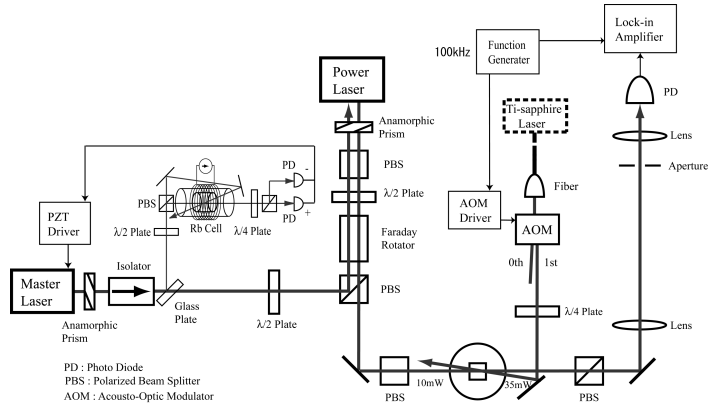 Lock-in
Amplifier
100kHz
Function
Generator
Power
Laser
PD
Ti-sapphire
Laser
Anamorphic
Prism
Lens
PD
-
PBS
Aperture
PBS
Fiber
λ/2 Plate
PZT
Driver
AOM
Driver
PD
+
Rb Cell
λ/4 Plate
AOM
λ/2 Plate
Faraday
Rotator
Isolator
0th
1st
Master
Laser
Glass
Plate
PBS
λ/4 Plate
Anamorphic
Prism
λ/2 Plate
Lens
PD : Photo Diode
PBS : Polarized Beam Splitter
AOM : Acousto-Optic Modulator
10mW
35mW
PBS
PBS